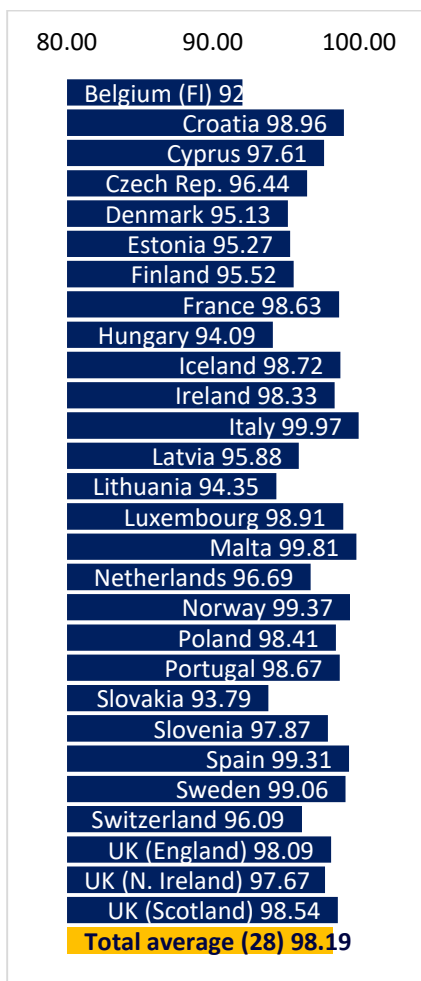 80.00 90.00 100.00
Belgium (Fl) 92
Croatia 98.96
Cyprus 97.61
Czech Rep. 96.44
Denmark 95.13
Estonia 95.27
Finland 95.52
France 98.63
Hungary 94.09
Iceland 98.72
Ireland 98.33
Italy 99.97
Latvia 95.88
Lithuania 94.35
Luxembourg 98.91
Malta 99.81
Netherlands 96.69
Norway 99.37
Poland 98.41
Portugal 98.67
Slovakia 93.79
Slovenia 97.87
Spain 99.31
Sweden 99.06
Switzerland 96.09
UK (England) 98.09
UK (N. Ireland) 97.67
UK (Scotland) 98.54
Total average (28) 98.19